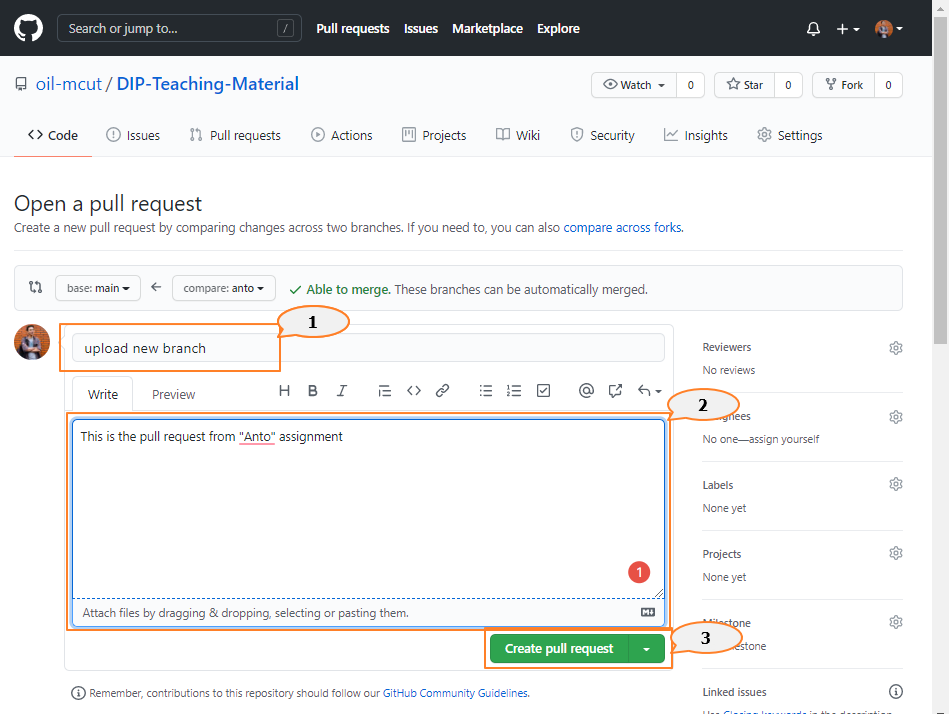 Search or jump to... /
Pull requests Issues Marketplace Explore
oil-mcut / DIP-Teaching-Material
Watch 0 Star 0 Fork 0
Code Issues Pull requests Actions Projects Wiki Security Insights Settings
Open a pull request
Create a new pull request by comparing changes across two branches. If you need to, you can also compare across forks.
base: main compare: anto Able to merge. These branches can be automatically merged.
1
upload new branch
Write Preview
2
This is the pull request from "Anto" assignment
1
Attach files by dragging & dropping, selecting or pasting them.
Create pull request
3
Remember, contributions to this repository should follow our GitHub Community Guidelines.
Reviewers
No reviews
No one—assign yourself
Labels
None yet
Projects
None yet
Linked issues